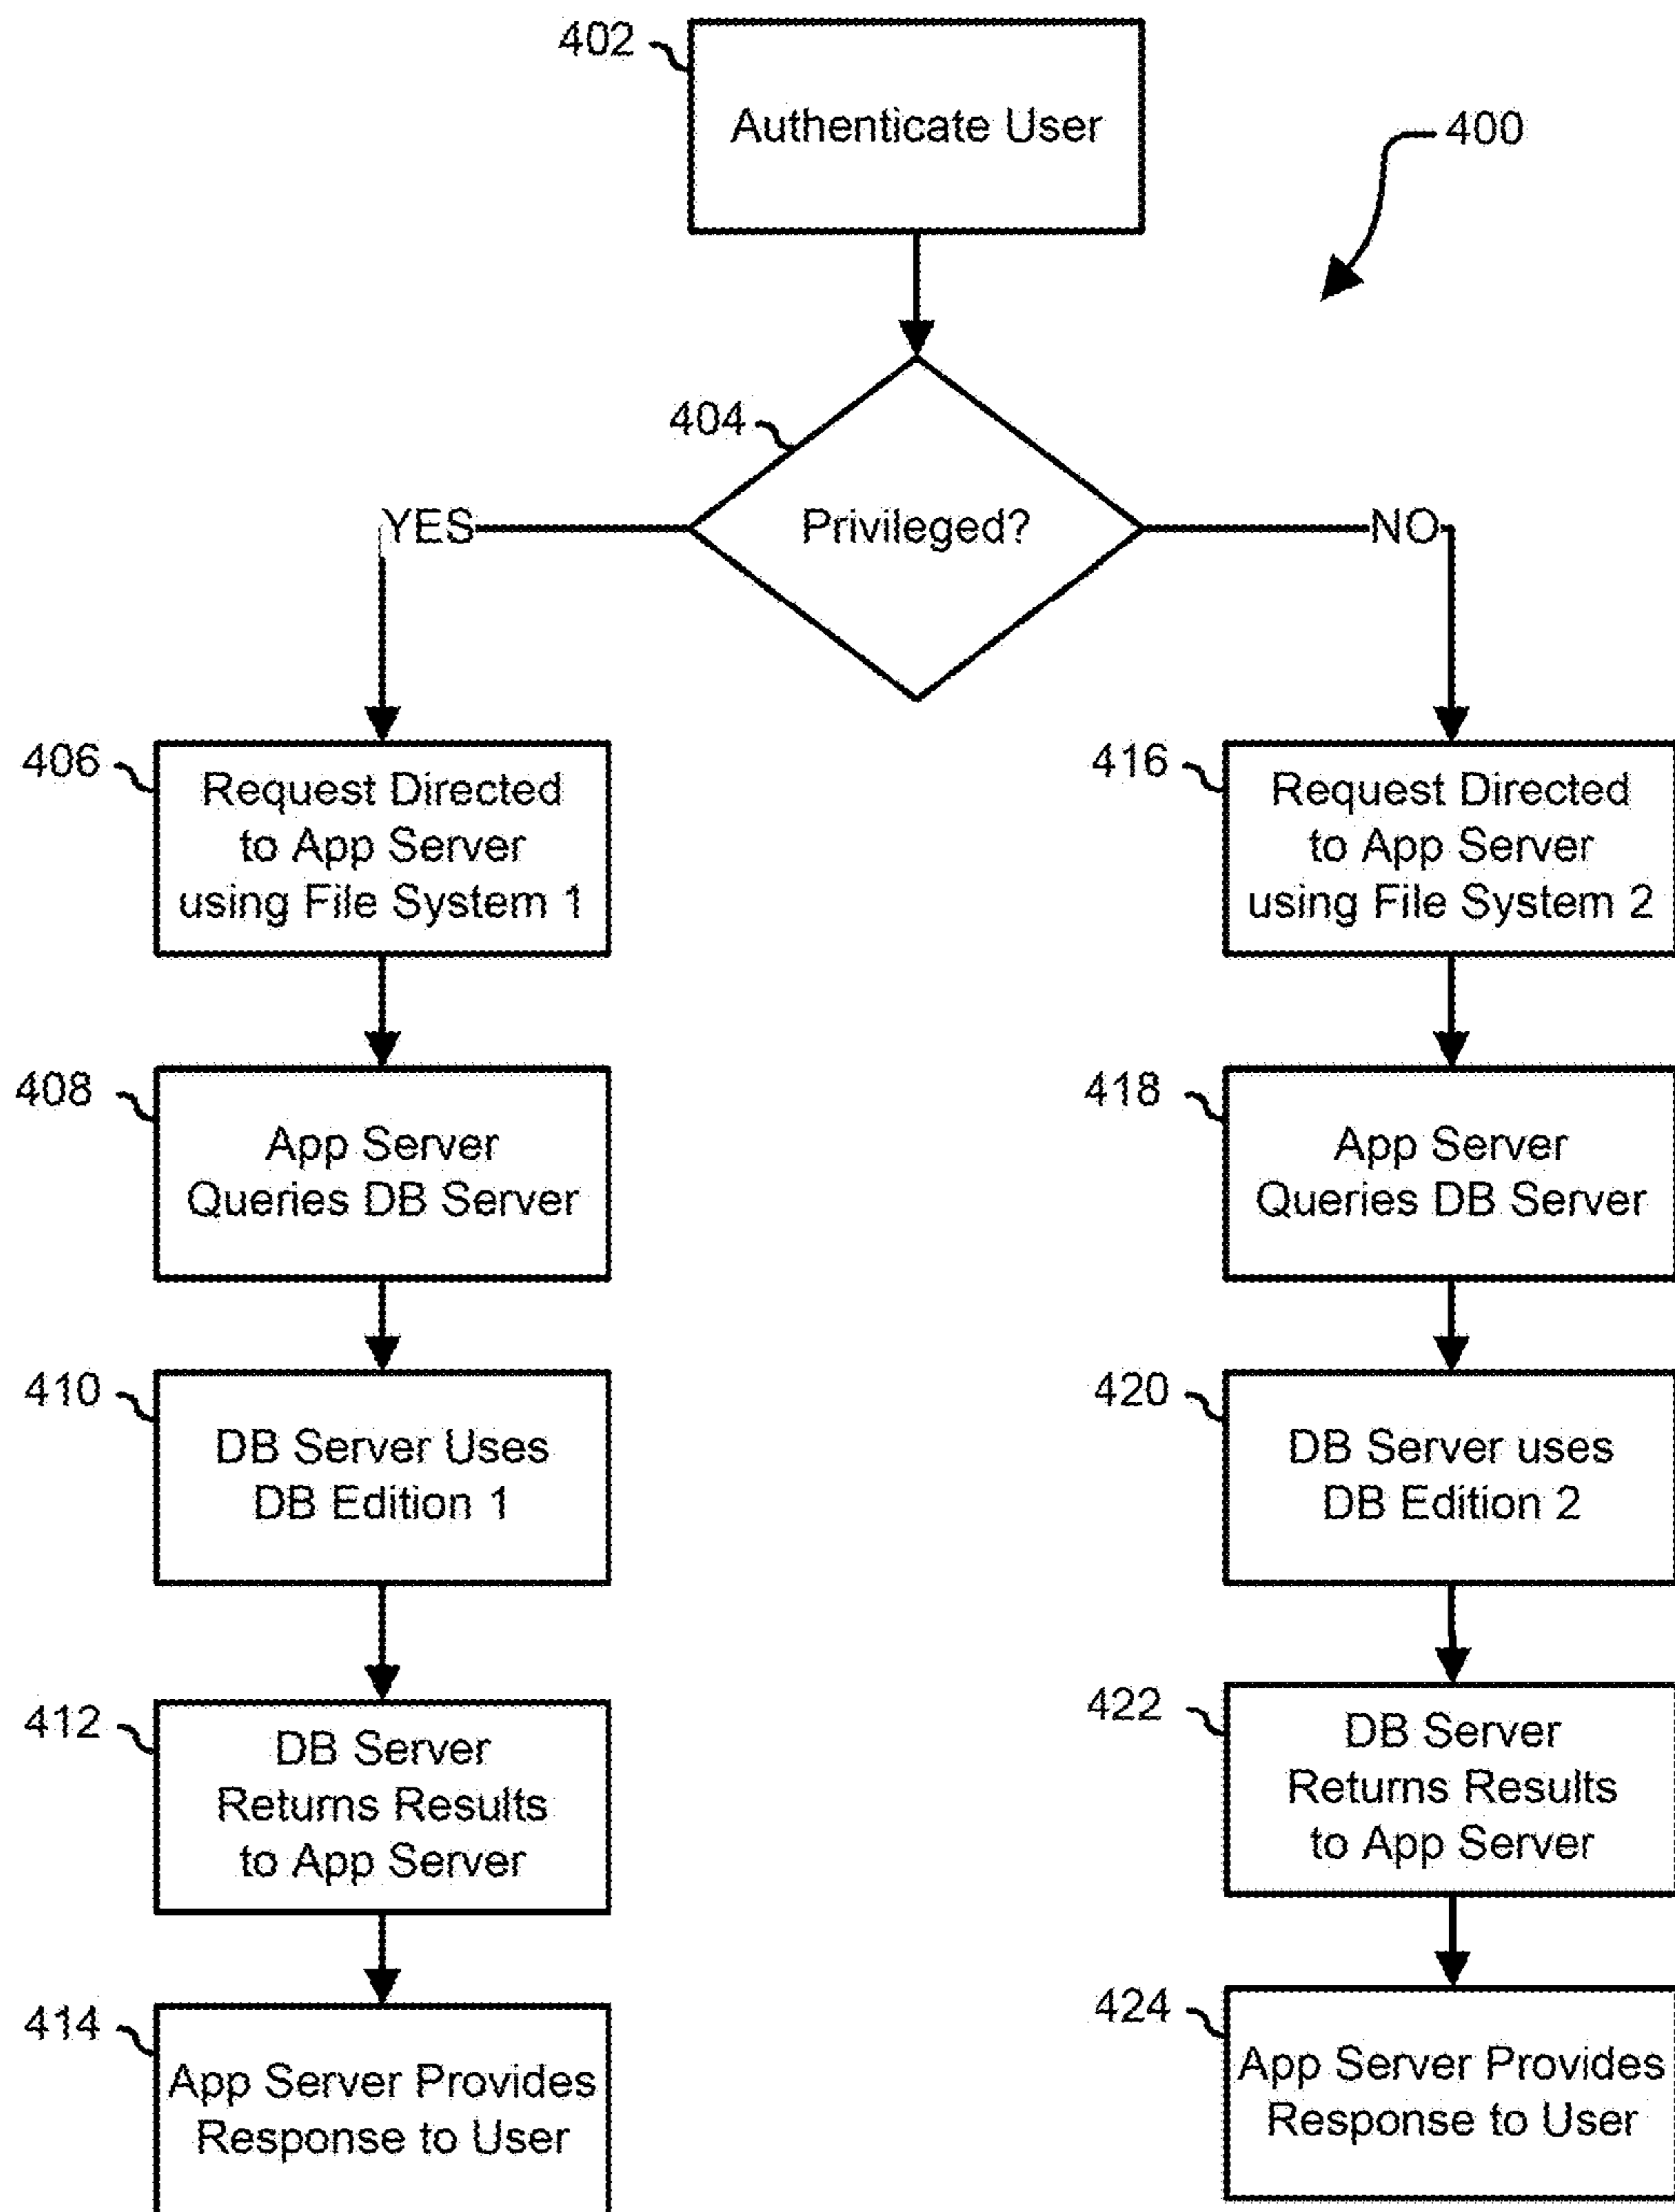 402
Authenticate User
400
404
Privileged?
YES
NO
406
Request Directed
to App Server
using File System 1
416
Request Directed
to App Server
using File System 2
408
App Server
Queries DB Server
418
App Server
Queries DB Server
410
DB Server Uses
DB Edition 1
420
DB Server uses
DB Edition 2
412
DB Server
Returns Results
to App Server
422
DB Server
Returns Results
to App Server
414
App Server Provides
Response to User
424
App Server Provides
Response to User